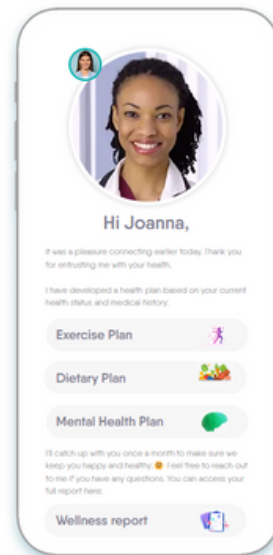 Hi Joanna,
It was a pleasure connecting earlier today. Thank you
for entrusting me with your health.
I have developed a health plan based on your current
health status and medical history:
Exercise Plan
Dietary Plan
Mental Health Plan
I'll catch up with you once a month to make sure we
keep you happy and healthy. 🙂 Feel free to reach out
to me if you have any questions. You can access your
full report here:
Wellness report